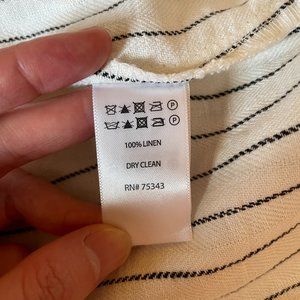 100% LINEN
DRY CLEAN
RN# 75343